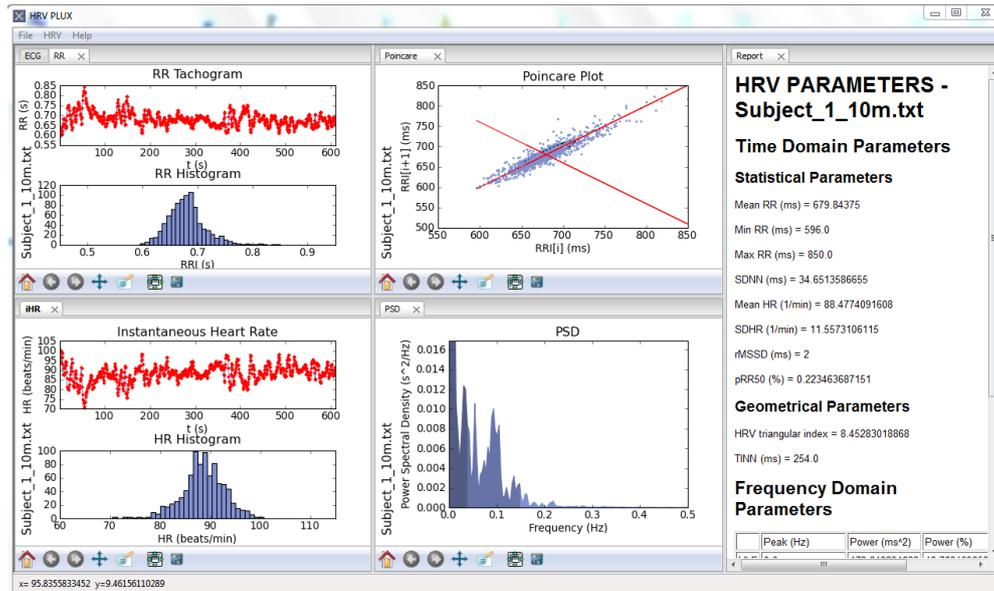 HRV PLUX
File HRV Help
ECG RR
RR Tachogram
RR (s)
0.85
0.80
0.75
0.70
0.65
0.60
0.55
100 200 300 400 500 600
t (s)
RR Histogram
120
100
80
60
40
20
0
0.5 0.6 0.7 0.8 0.9
RRI (s)
Subject_1_10m.txt
Poincare
Poincare Plot
RRI[i+1] (ms)
850
800
750
700
650
600
500
550 600 650 700 750 800 850
RRI[i] (ms)
Subject_1_10m.txt
iHR
Instantaneous Heart Rate
HR (beats/min)
105
100
95
90
85
80
75
70
100 200 300 400 500 600
t (s)
HR Histogram
100
80
60
40
20
0
60 70 80 90 100 110
HR (beats/min)
Subject_1_10m.txt
PSD
PSD
Power Spectral Density (s^2/Hz)
0.016
0.014
0.012
0.010
0.008
0.006
0.004
0.002
0.000
0.0 0.1 0.2 0.3 0.4 0.5
Frequency (Hz)
Subject_1_10m.txt
Report
HRV PARAMETERS -
Subject_1_10m.txt
Time Domain Parameters
Statistical Parameters
Mean RR (ms) = 679.84375
Min RR (ms) = 596.0
Max RR (ms) = 850.0
SDNN (ms) = 34.6513586655
Mean HR (1/min) = 88.4774091608
SDHR (1/min) = 11.5573106115
rMSSD (ms) = 2
pRR50 (%) = 0.223463687151
Geometrical Parameters
HRV triangular index = 8.45283018868
TINN (ms) = 254.0
Frequency Domain
Parameters
Peak (Hz) Power (ms^2) Power (%)
x= 95.8355833452 y=9.46156110289